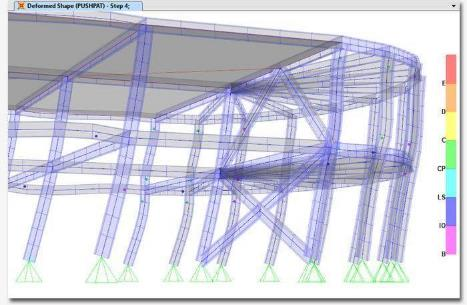 Deformed Shape (PUSHPAT) - Step 4;
E
D
C
CP
LS
IO
B